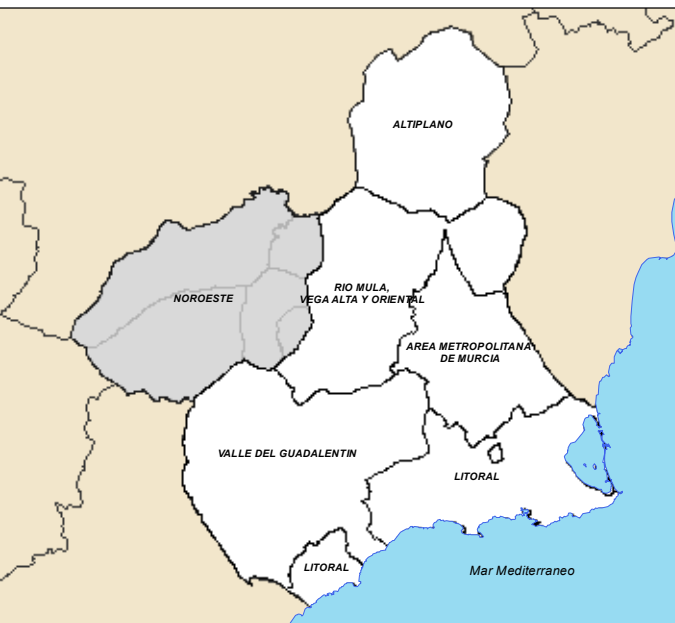 ALTIPLANO
NOROESTE
RIO MULA,
VEGA ALTA Y ORIENTAL
AREA METROPOLITANA
DE MURCIA
VALLE DEL GUADALENTIN
LITORAL
LITORAL
Mar Mediterraneo